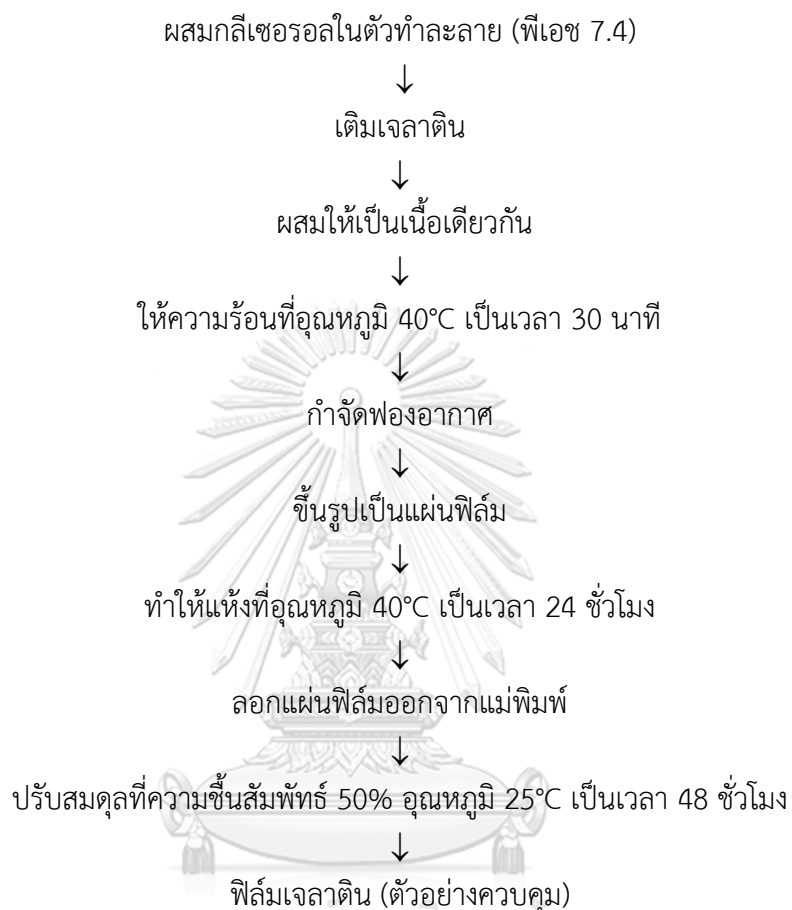 ผสมกลีเซอรอลในตัวทำละลาย (พีเอช 7.4)
↓
เติมเจลาติน
↓
ผสมให้เป็นเนื้อเดียวกัน
↓
ให้ความร้อนที่อุณหภูมิ 40°C เป็นเวลา 30 นาที
↓
กำจัดฟองอากาศ
↓
ขึ้นรูปเป็นแผ่นฟิล์ม
↓
ทำให้แห้งที่อุณหภูมิ 40°C เป็นเวลา 24 ชั่วโมง
↓
ลอกแผ่นฟิล์มออกจากแม่พิมพ์
↓
ปรับสมดุลที่ความชื้นสัมพัทธ์ 50% อุณหภูมิ 25°C เป็นเวลา 48 ชั่วโมง
↓
ฟิล์มเจลาติน (ตัวอย่างควบคุม)